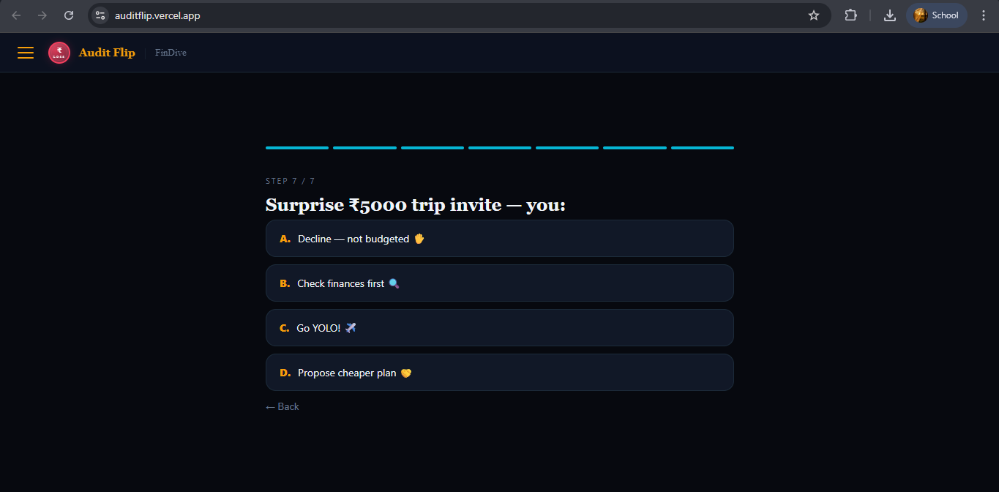 auditflip.vercel.app
School
₹
LOSS
Audit Flip
FinDive
STEP 7 / 7
Surprise ₹5000 trip invite — you:
A. Decline — not budgeted 🤚
B. Check finances first 🔍
C. Go YOLO! ✈️
D. Propose cheaper plan 🤝
← Back